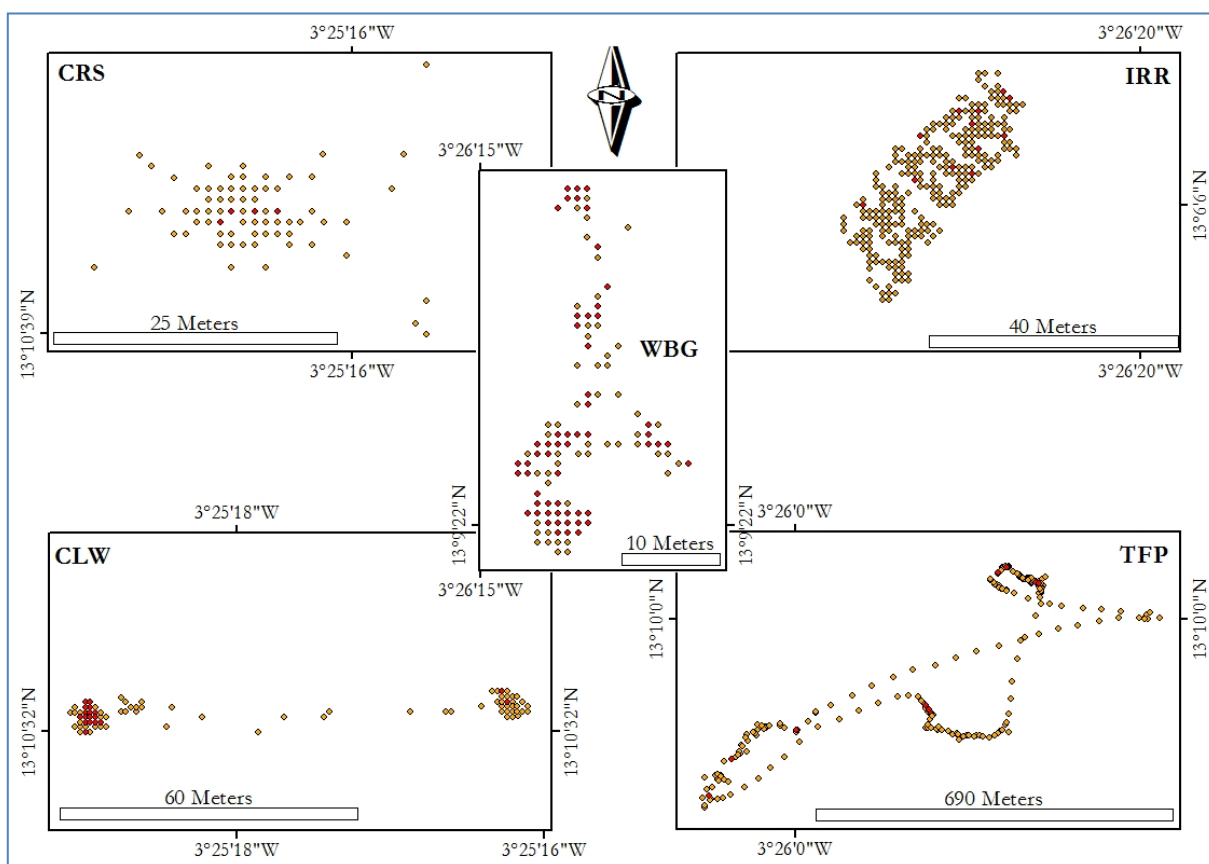 3°25'16"W
3°26'20"W
CRS
IRR
3°26'15"W
13°6'6"N
WBG
25 Meters
13°10'39"N
40 Meters
3°25'16"W
3°26'20"W
N
3°25'18"W
13°9'22"N
10 Meters
13°9'22"N
3°26'0"W
CLW
3°26'15"W
TFP
13°10'0"N
13°10'0"N
13°10'32"N
13°10'32"N
60 Meters
690 Meters
3°25'18"W
3°25'16"W
3°26'0"W